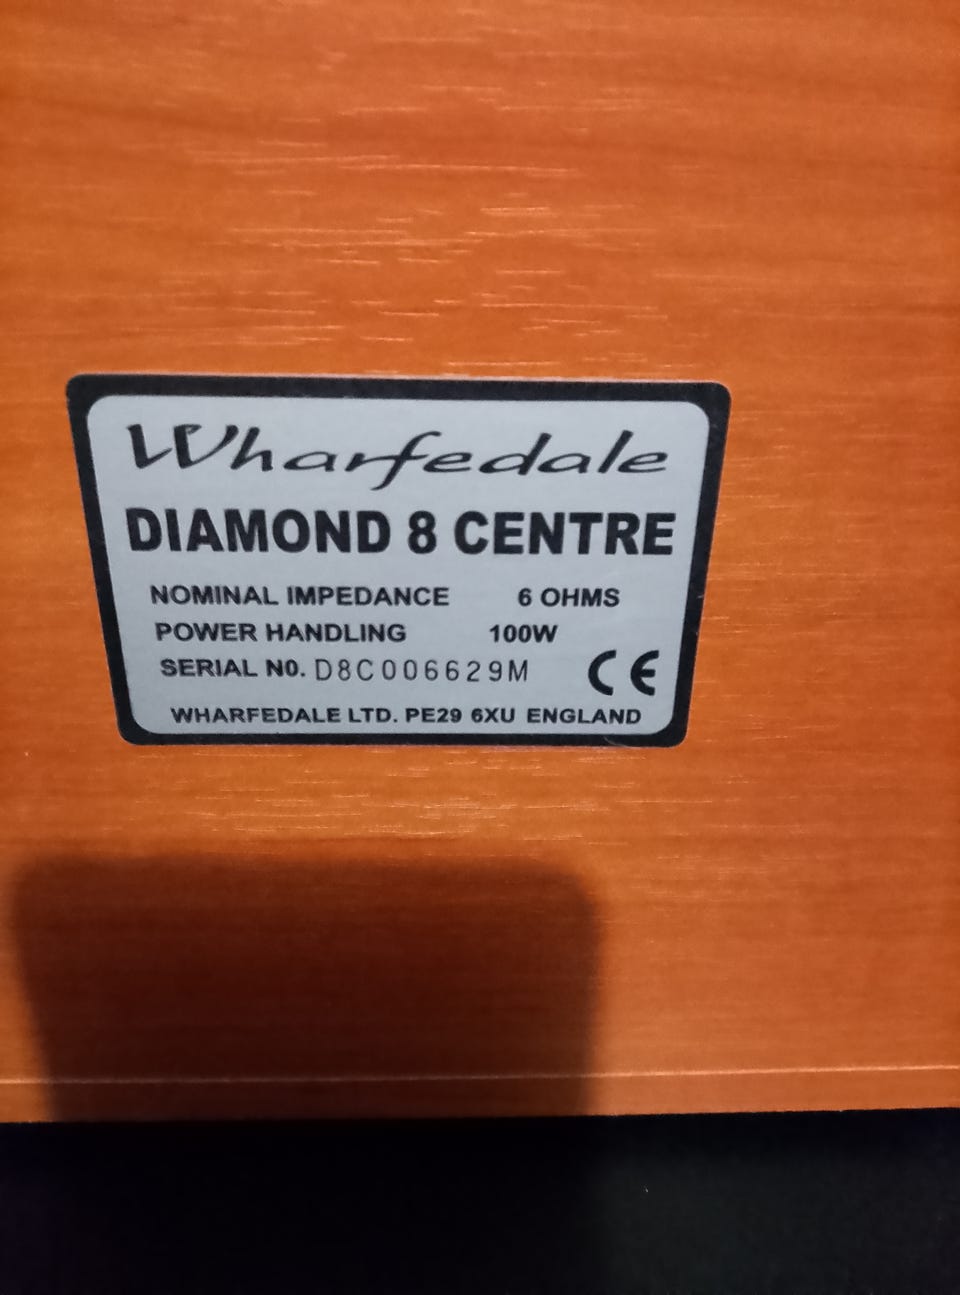 Wharfedale
DIAMOND 8 CENTRE
NOMINAL IMPEDANCE 6 OHMS
POWER HANDLING 100W
SERIAL NO. D8C006629M
CE
WHARFEDALE LTD. PE29 6XU ENGLAND